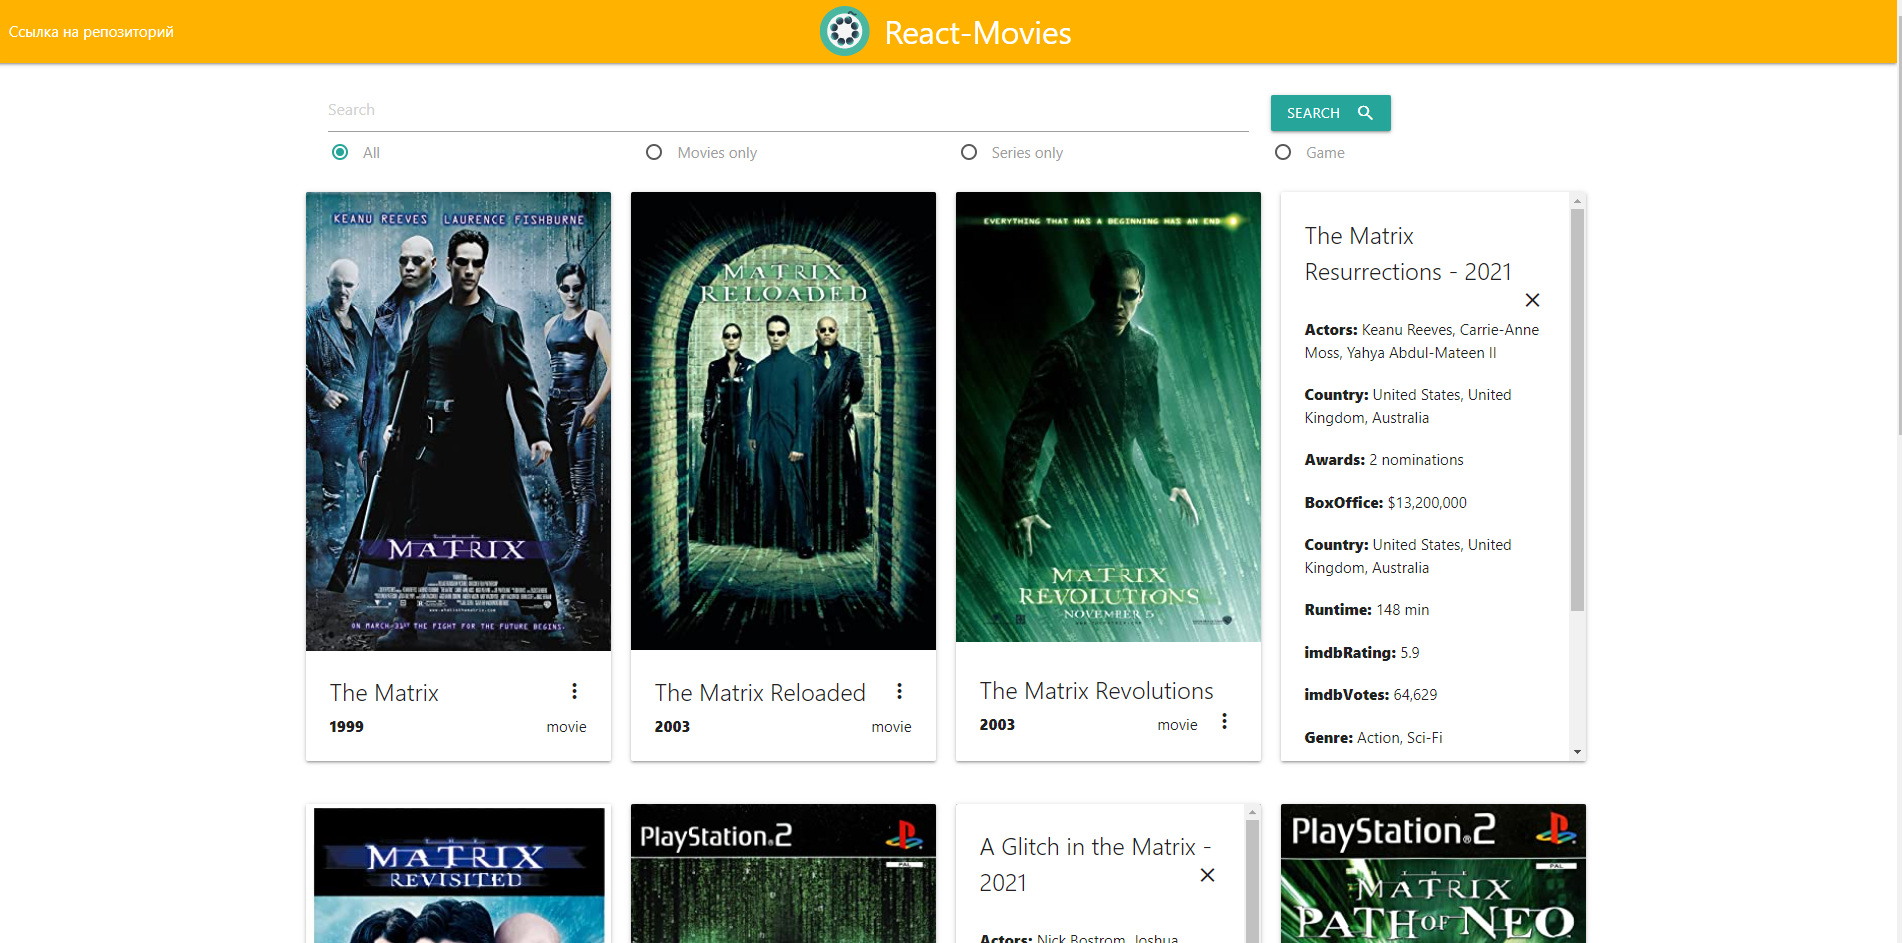 Ссылка на репозиторий
React-Movies
Search
SEARCH
All
Movies only
Series only
Game
KEANU REEVES LAURENCE FISHBURNE
THE
MATRIX
ON MARCH 31ST THE FIGHT FOR THE FUTURE BEGINS.
The Matrix
1999
movie
THE
MATRIX
RELOADED
The Matrix Reloaded
2003
movie
EVERYTHING THAT HAS A BEGINNING HAS AN END
THE
MATRIX
REVOLUTIONS
NOVEMBER 5
The Matrix Revolutions
2003
movie
The Matrix
Resurrections - 2021
Actors: Keanu Reeves, Carrie-Anne
Moss, Yahya Abdul-Mateen II
Country: United States, United
Kingdom, Australia
Awards: 2 nominations
BoxOffice: $13,200,000
Country: United States, United
Kingdom, Australia
Runtime: 148 min
imdbRating: 5.9
imdbVotes: 64,629
Genre: Action, Sci-Fi
THE
MATRIX
REVISITED
PlayStation.2
PAL
A Glitch in the Matrix -
2021
Actors: Nick Bostrom, Joshua
PlayStation.2
PAL
THE
MATRIX
PATH OF NEO